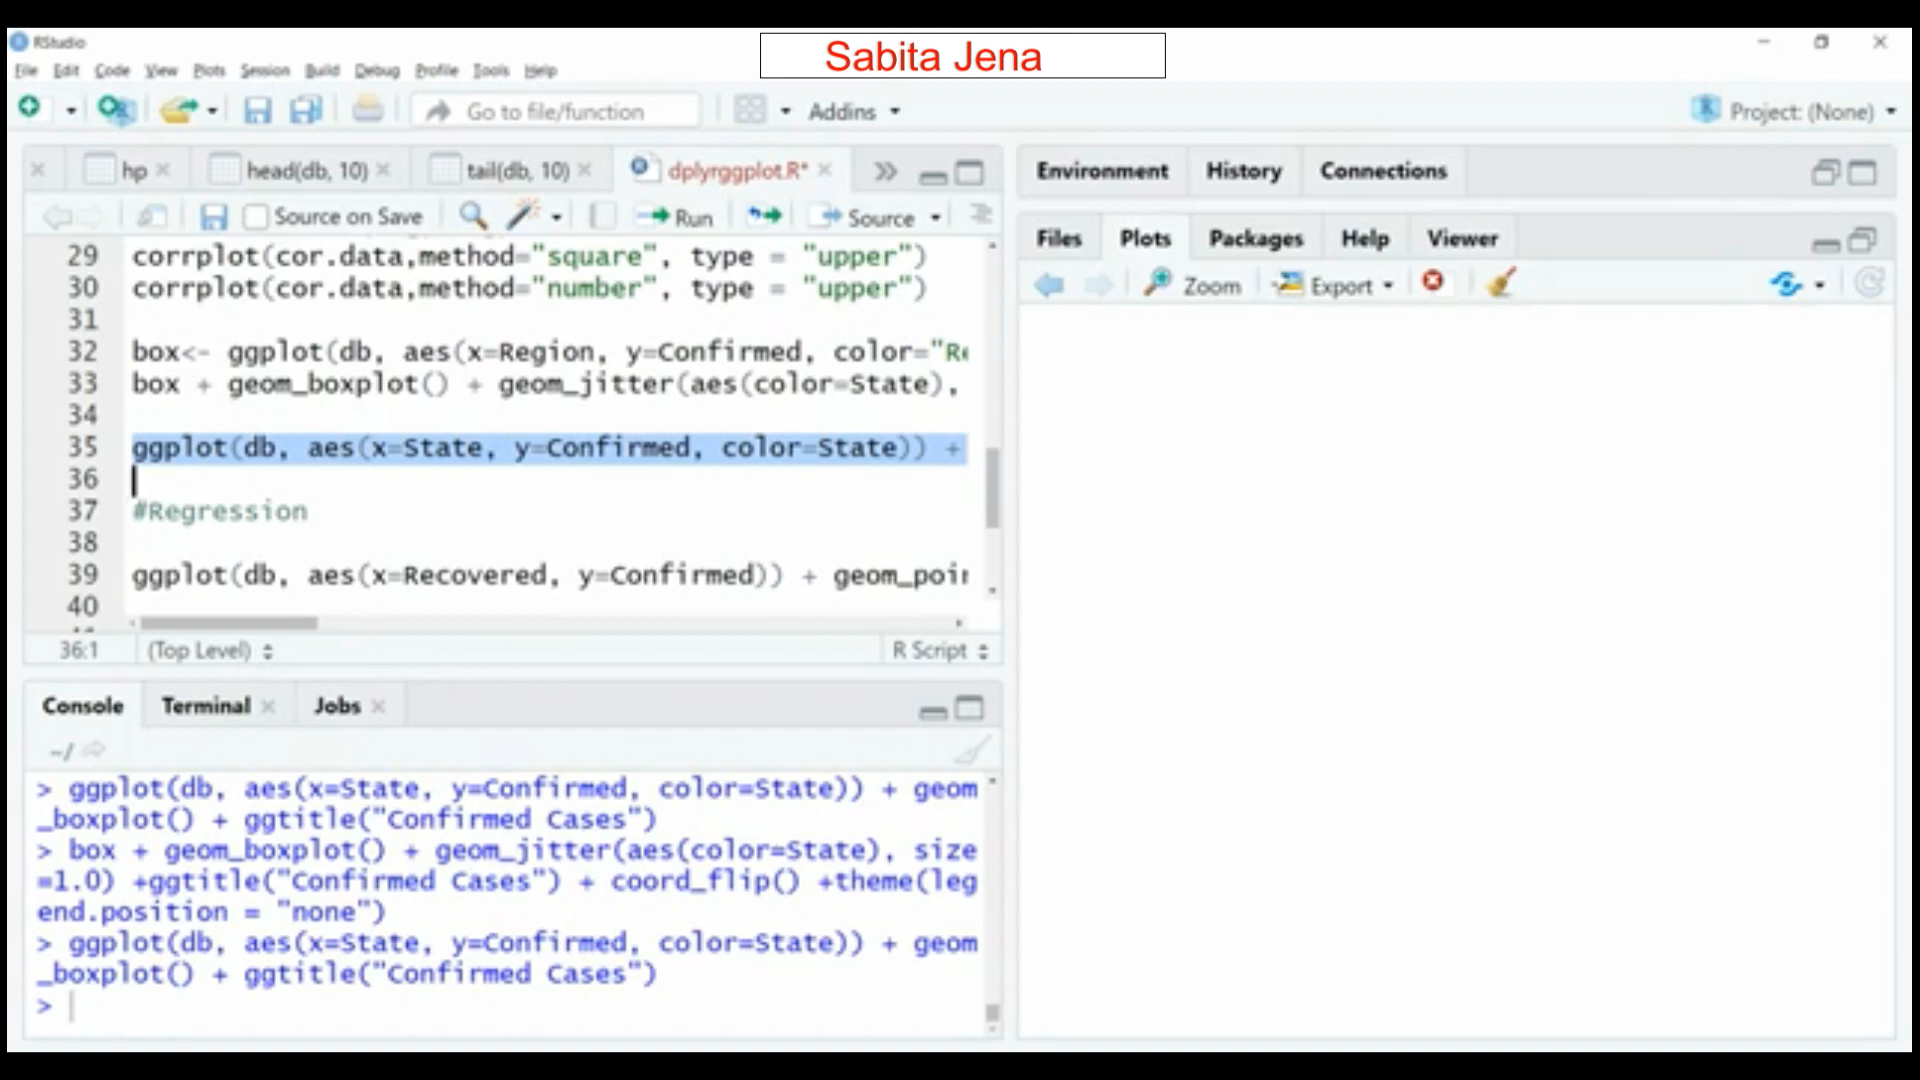 Sabita Jena
RStudio
File Edit Code View Plots Session Build Debug Profile Tools Help
Go to file/function Addins Project: (None)
hp head(db, 10) tail(db, 10) dplyrggplot.R*
Source on Save Run Source
29 corrplot(cor.data,method="square", type = "upper")
30 corrplot(cor.data,method="number", type = "upper")
31
32 box<- ggplot(db, aes(x=Region, y=Confirmed, color="Re
33 box + geom_boxplot() + geom_jitter(aes(color=State),
34
35 ggplot(db, aes(x=State, y=Confirmed, color=State)) +
36
37 #Regression
38
39 ggplot(db, aes(x=Recovered, y=Confirmed)) + geom_poin
40
36:1 (Top Level) R Script
Console Terminal Jobs
~/
> ggplot(db, aes(x=State, y=Confirmed, color=State)) + geom
_boxplot() + ggtitle("Confirmed Cases")
> box + geom_boxplot() + geom_jitter(aes(color=State), size
=1.0) +ggtitle("Confirmed Cases") + coord_flip() +theme(leg
end.position = "none")
> ggplot(db, aes(x=State, y=Confirmed, color=State)) + geom
_boxplot() + ggtitle("Confirmed Cases")
>
Environment History Connections
Files Plots Packages Help Viewer
Zoom Export